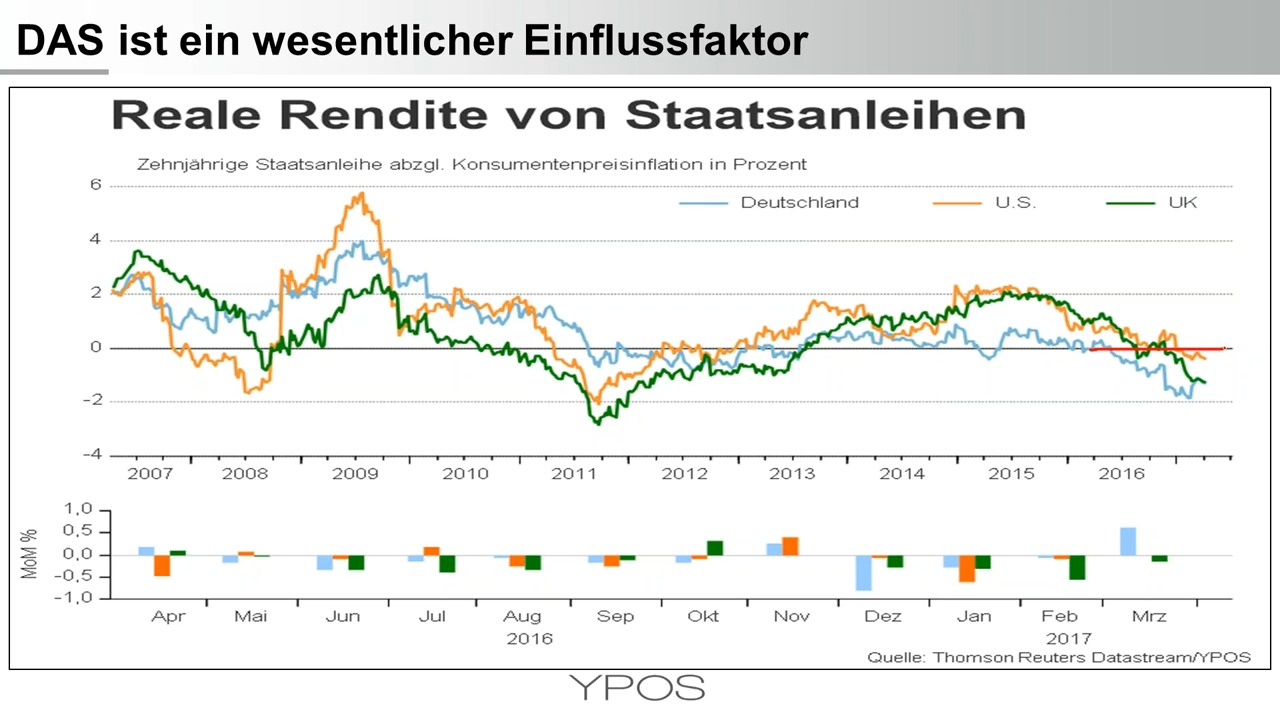 DAS ist ein wesentlicher Einflussfaktor
Reale Rendite von Staatsanleihen
Zehnjährige Staatsanleihe abzgl. Konsumentenpreisinflation in Prozent
Deutschland U.S. UK
6
4
2
0
-2
-4
2007 2008 2009 2010 2011 2012 2013 2014 2015 2016
MoM %
1,0
0,5
0,0
-0,5
-1,0
Apr Mai Jun Jul Aug Sep Okt Nov Dez Jan Feb Mrz
2016 2017
Quelle: Thomson Reuters Datastream/YPOS
YPOS